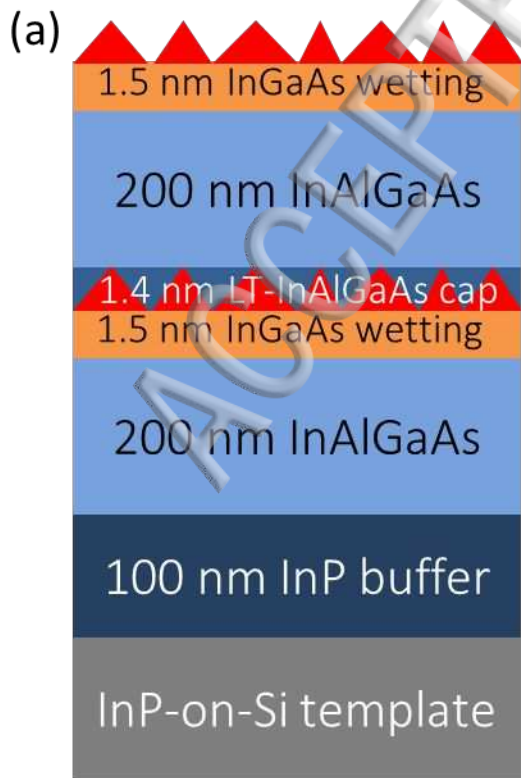 (a)
1.5 nm InGaAs wetting
200 nm InAlGaAs
1.4 nm LT-InAlGaAs cap
1.5 nm InGaAs wetting
200 nm InAlGaAs
100 nm InP buffer
InP-on-Si template
ACCEPTE